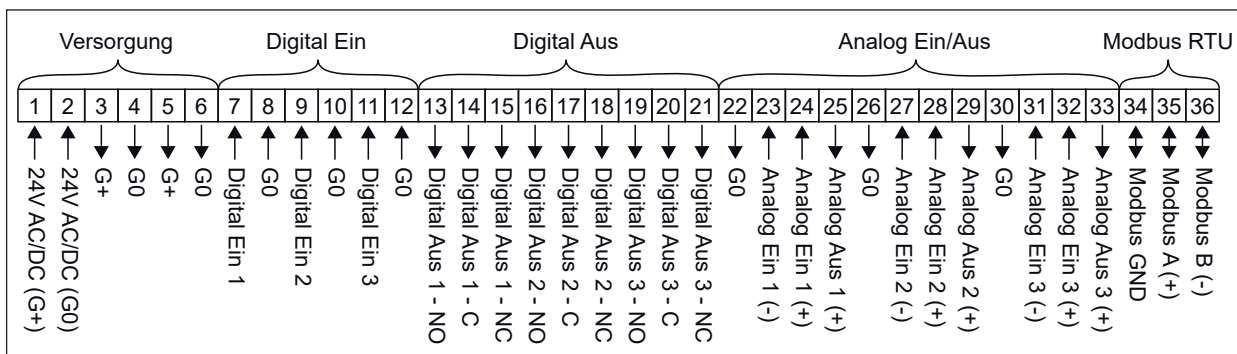 Versorgung
Digital Ein
Digital Aus
Analog Ein/Aus
Modbus RTU
1 2 3 4 5 6 7 8 9 10 11 12 13 14 15 16 17 18 19 20 21 22 23 24 25 26 27 28 29 30 31 32 33 34 35 36
24V AC/DC (G+)
24V AC/DC (G0)
G+
G0
G+
G0
Digital Ein 1
G0
Digital Ein 2
G0
Digital Ein 3
G0
Digital Aus 1 - NO
Digital Aus 1 - C
Digital Aus 1 - NC
Digital Aus 2 - NO
Digital Aus 2 - C
Digital Aus 2 - NC
Digital Aus 3 - NO
Digital Aus 3 - C
Digital Aus 3 - NC
G0
Analog Ein 1 (-)
Analog Ein 1 (+)
Analog Aus 1 (+)
G0
Analog Ein 2 (-)
Analog Ein 2 (+)
Analog Aus 2 (+)
G0
Analog Ein 3 (-)
Analog Ein 3 (+)
Analog Aus 3 (+)
Modbus GND
Modbus A (+)
Modbus B (-)